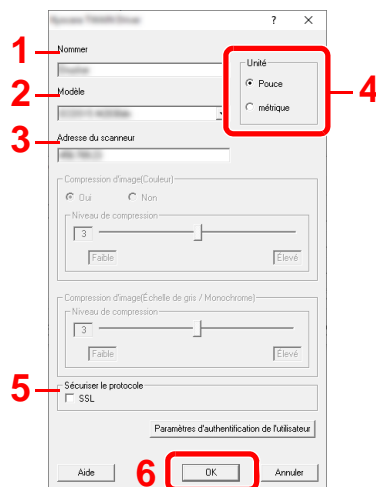 ? ×
1 Nommer
Unité
Pouce
métrique
4
2 Modèle
3 Adresse du scanneur
Compression d'image(Couleur)
Oui Non
Niveau de compression
3
Faible Élevé
Compression d'image(Échelle de gris / Monochrome)
Niveau de compression
3
Faible Élevé
5 Sécuriser le protocole
SSL
Paramètres d'authentification de l'utilisateur
Aide 6 OK Annuler